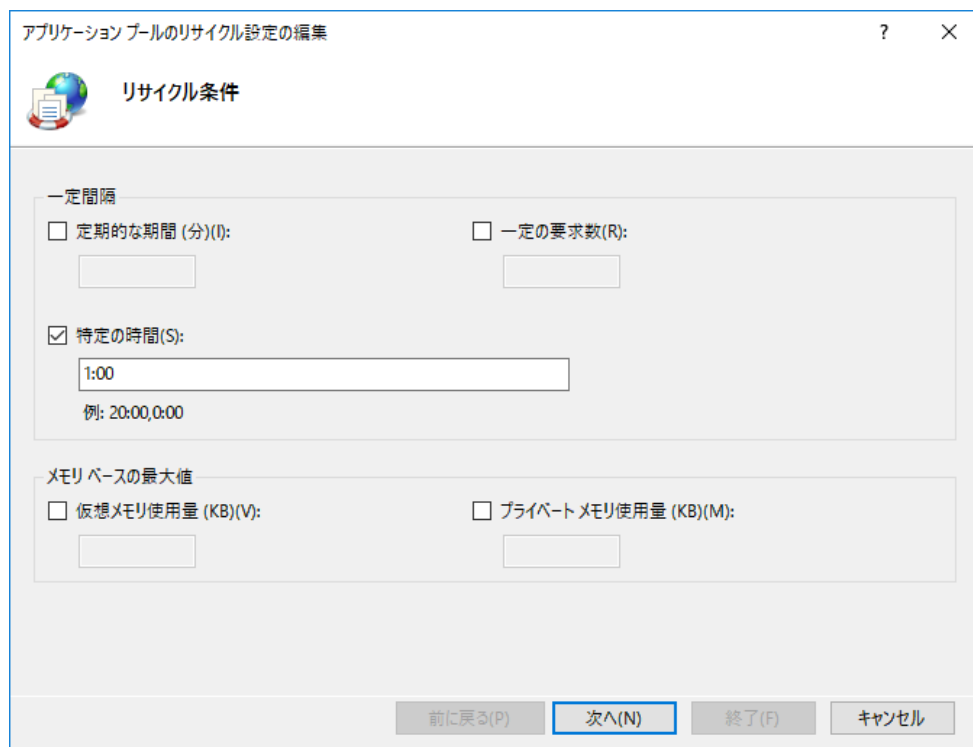 アプリケーション プールのリサイクル設定の編集
リサイクル条件
一定間隔
定期的な期間 (分)(I):
一定の要求数(R):
特定の時間(S):
1:00
例: 20:00,0:00
メモリ ベースの最大値
仮想メモリ使用量 (KB)(V):
プライベート メモリ使用量 (KB)(M):
前に戻る(P)
次へ(N)
終了(F)
キャンセル